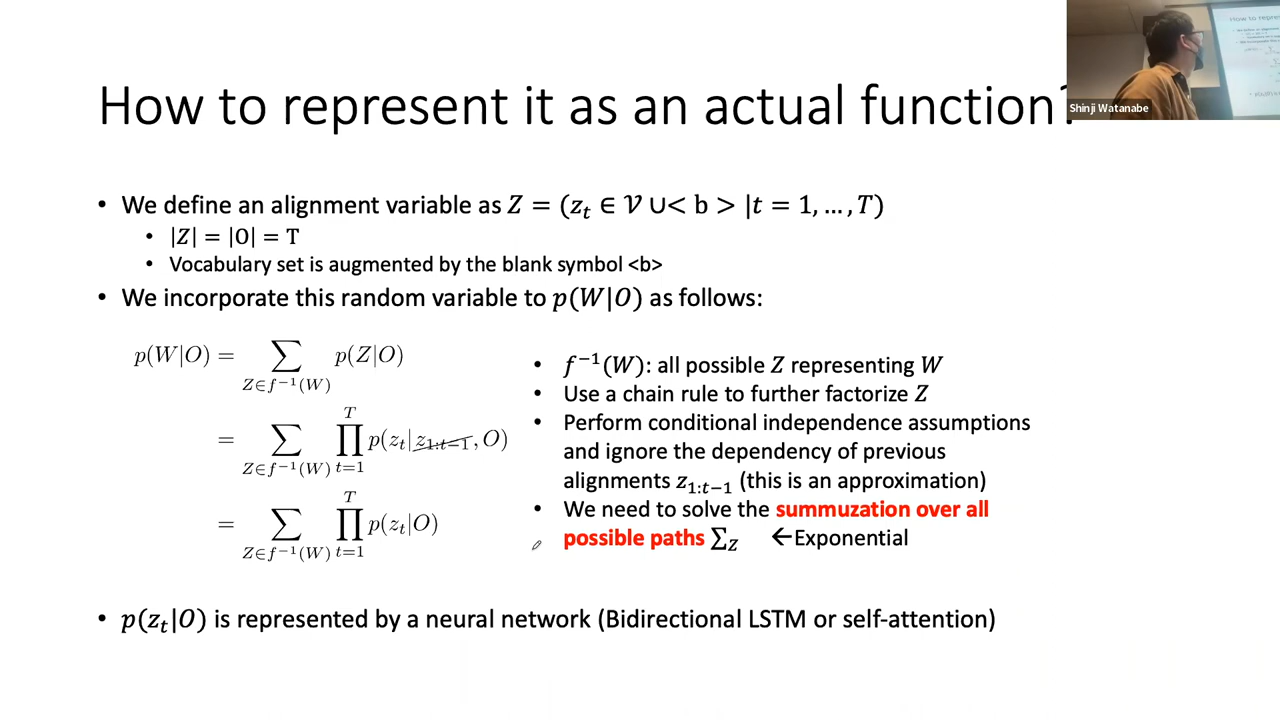 How to represent it as an actual function?
Shinji Watanabe
• We define an alignment variable as Z = (z_t ∈ 𝒱 ∪< b > |t = 1, … , T)
• |Z| = |O| = T
• Vocabulary set is augmented by the blank symbol <b>
• We incorporate this random variable to p(W|O) as follows:
p(W|O) = ∑_{Z∈f^{−1}(W)} p(Z|O)
= ∑_{Z∈f^{−1}(W)} ∏_{t=1}^{T} p(z_t|z_{1:t−1}, O)
= ∑_{Z∈f^{−1}(W)} ∏_{t=1}^{T} p(z_t|O)
• f^{−1}(W): all possible Z representing W
• Use a chain rule to further factorize Z
• Perform conditional independence assumptions
and ignore the dependency of previous
alignments z_{1:t−1} (this is an approximation)
• We need to solve the summuzation over all
possible paths ∑_Z ←Exponential
• p(z_t|O) is represented by a neural network (Bidirectional LSTM or self-attention)